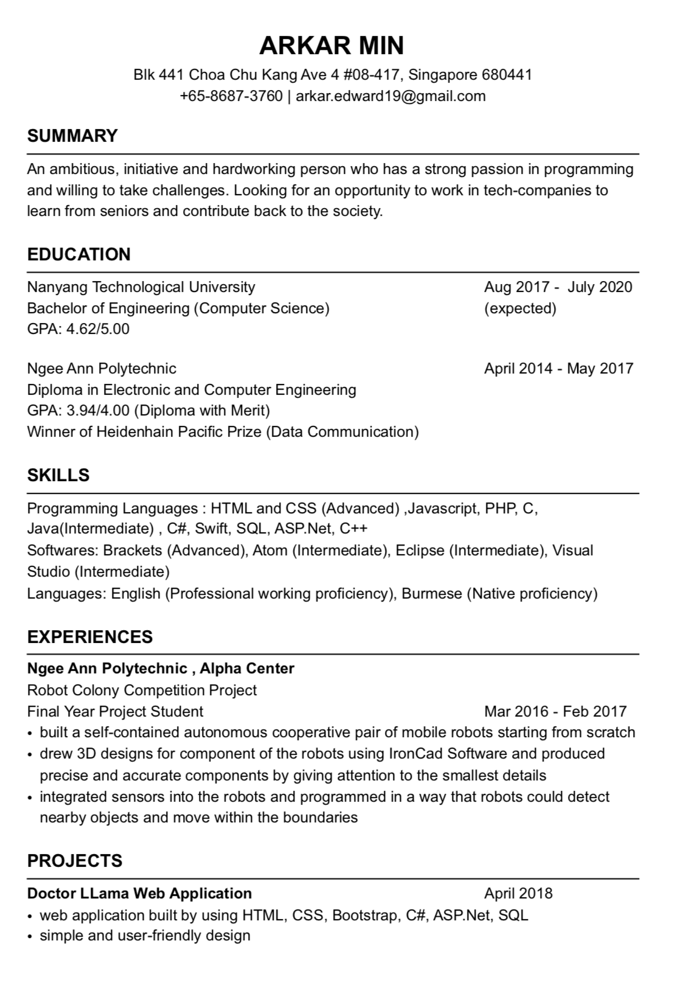 ARKAR MIN
Blk 441 Choa Chu Kang Ave 4 #08-417, Singapore 680441
+65-8687-3760 | arkar.edward19@gmail.com
SUMMARY
An ambitious, initiative and hardworking person who has a strong passion in programming
and willing to take challenges. Looking for an opportunity to work in tech-companies to
learn from seniors and contribute back to the society.
EDUCATION
Nanyang Technological University Aug 2017 - July 2020
Bachelor of Engineering (Computer Science) (expected)
GPA: 4.62/5.00
Ngee Ann Polytechnic April 2014 - May 2017
Diploma in Electronic and Computer Engineering
GPA: 3.94/4.00 (Diploma with Merit)
Winner of Heidenhain Pacific Prize (Data Communication)
SKILLS
Programming Languages : HTML and CSS (Advanced) ,Javascript, PHP, C,
Java(Intermediate) , C#, Swift, SQL, ASP.Net, C++
Softwares: Brackets (Advanced), Atom (Intermediate), Eclipse (Intermediate), Visual
Studio (Intermediate)
Languages: English (Professional working proficiency), Burmese (Native proficiency)
EXPERIENCES
Ngee Ann Polytechnic , Alpha Center
Robot Colony Competition Project
Final Year Project Student Mar 2016 - Feb 2017
• built a self-contained autonomous cooperative pair of mobile robots starting from scratch
• drew 3D designs for component of the robots using IronCad Software and produced
precise and accurate components by giving attention to the smallest details
• integrated sensors into the robots and programmed in a way that robots could detect
nearby objects and move within the boundaries
PROJECTS
Doctor LLama Web Application April 2018
• web application built by using HTML, CSS, Bootstrap, C#, ASP.Net, SQL
• simple and user-friendly design